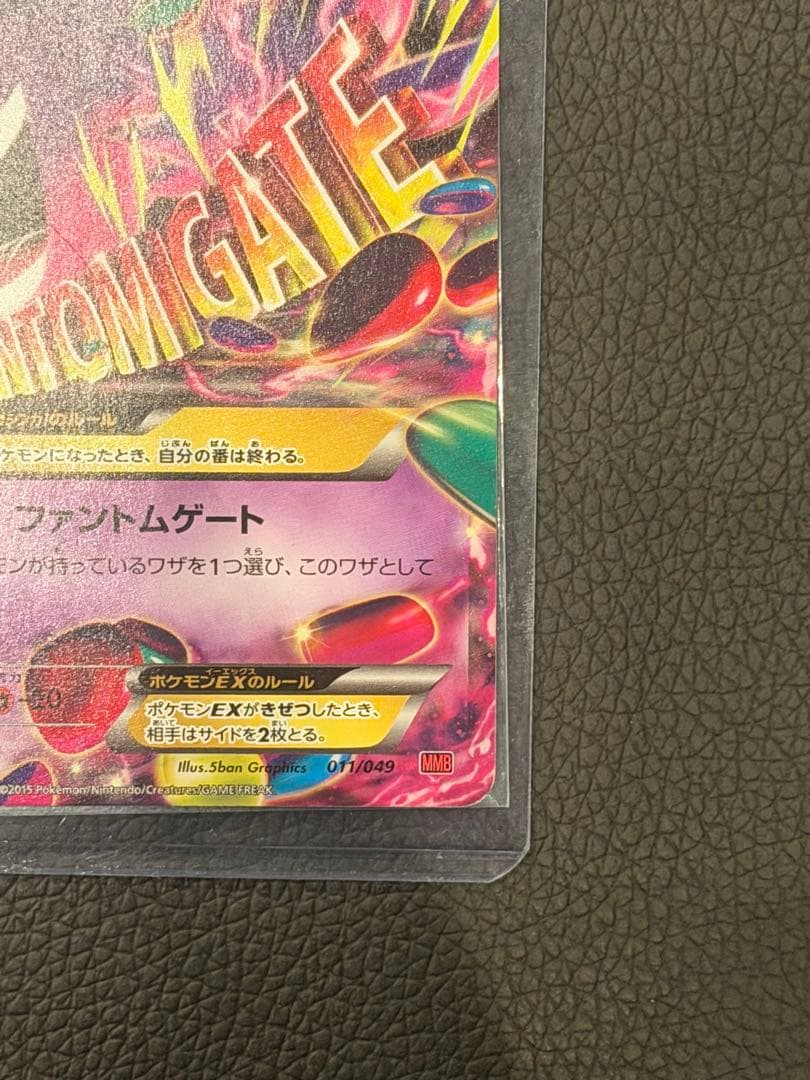 NTOMGATE
ケモンになったとき、自分の番は終わる。
ファントムゲート
モンが持っているワザを1つ選び、このワザとして
-20
ポケモンEXのルール
ポケモンEXがきぜつしたとき、
相手はサイドを2枚とる。
Illus.5ban Graphics 011/049 MMB
©2015 Pokémon/Nintendo/Creatures/GAME FREAK